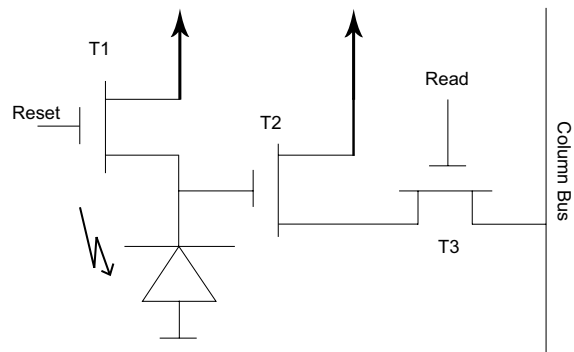 T1
Reset
T2
Read
T3
Column Bus